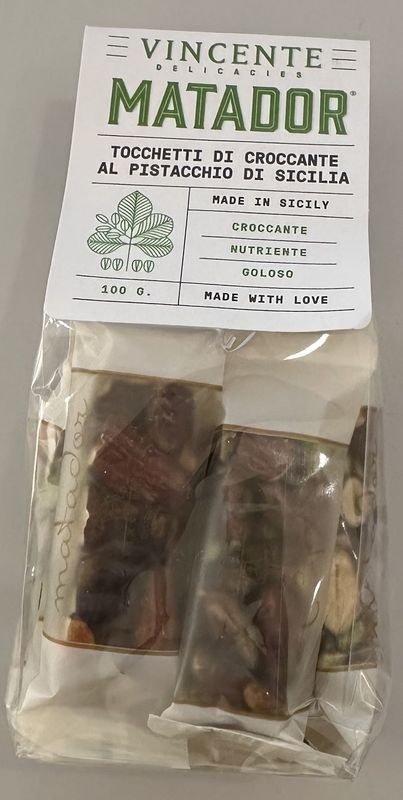 VINCENTE
DELICACIES
MATADOR®
TOCCHETTI DI CROCCANTE
AL PISTACCHIO DI SICILIA
MADE IN SICILY
CROCCANTE
NUTRIENTE
GOLOSO
100 G.
MADE WITH LOVE
matador